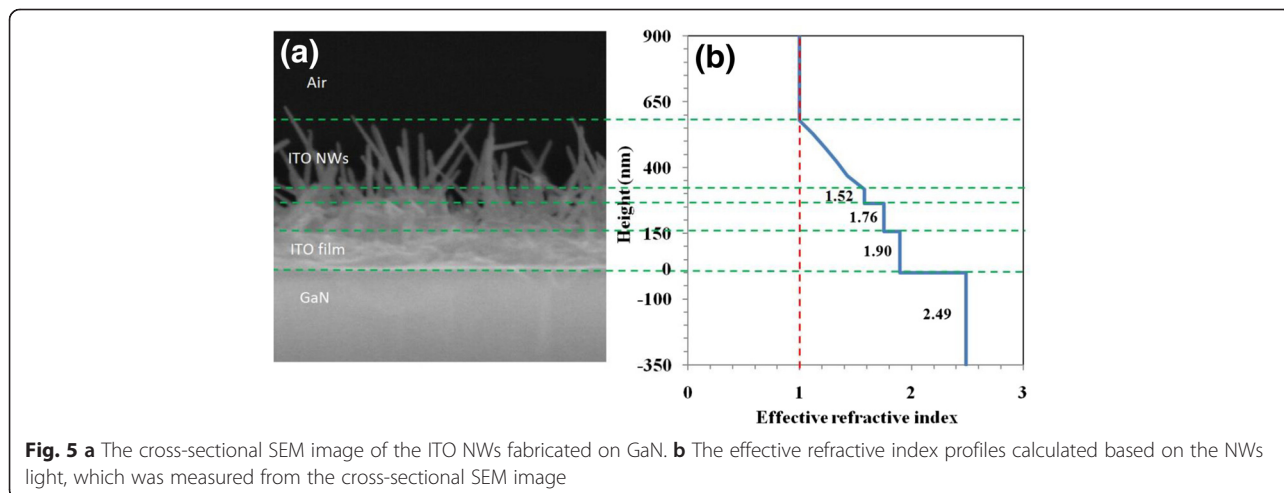 (a)
Air
ITO NWs
ITO film
GaN
(b)
900
650
400
150
0
-100
-350
Height (nm)
1.52
1.76
1.90
2.49
0 1 2 3
Effective refractive index
Fig. 5 a The cross-sectional SEM image of the ITO NWs fabricated on GaN. b The effective refractive index profiles calculated based on the NWs
light, which was measured from the cross-sectional SEM image